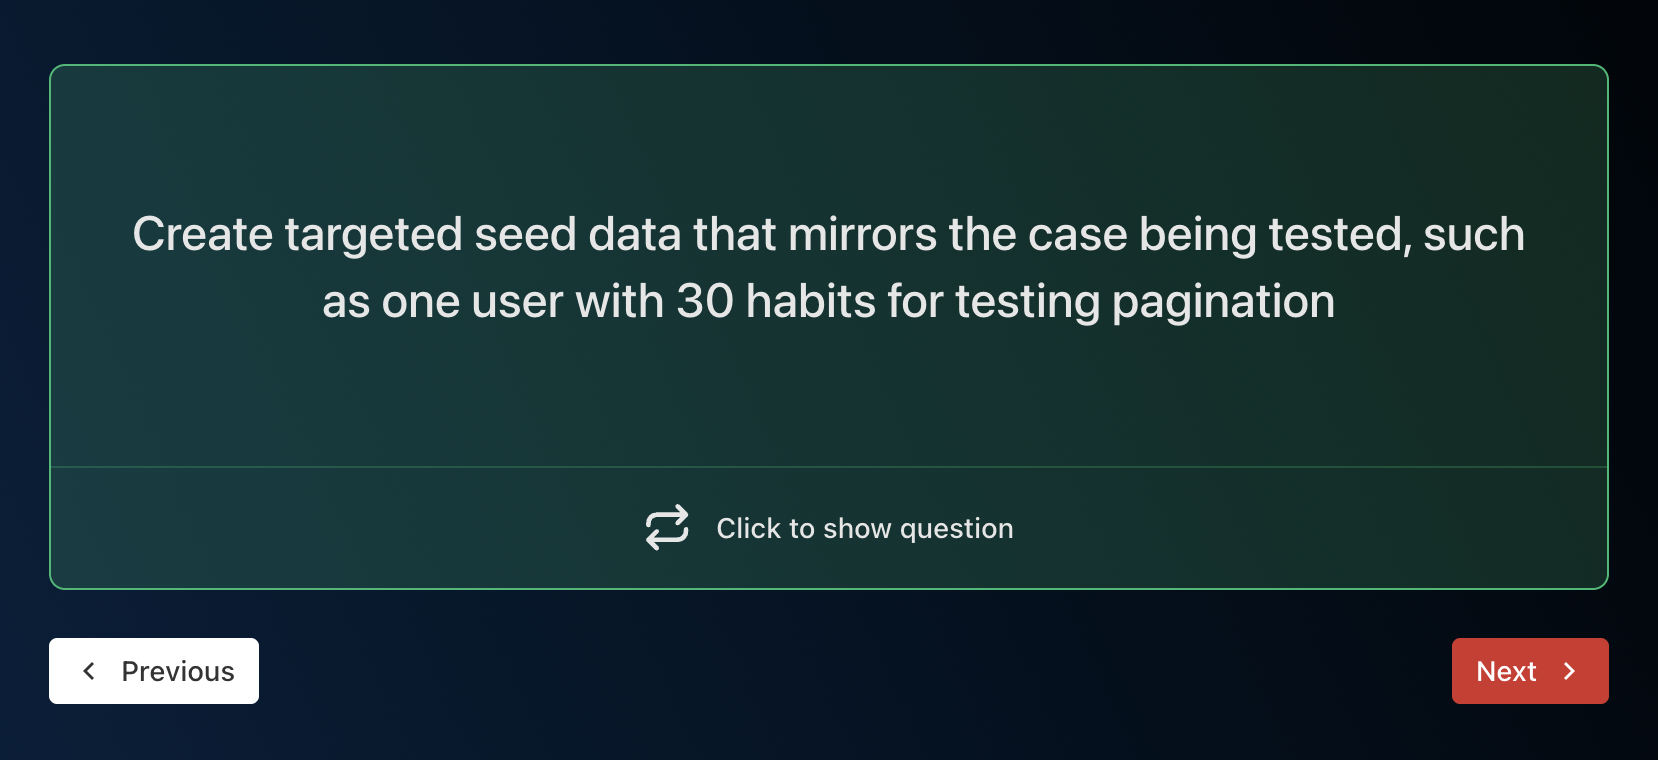 Create targeted seed data that mirrors the case being tested, such
as one user with 30 habits for testing pagination
Click to show question
Previous
Next